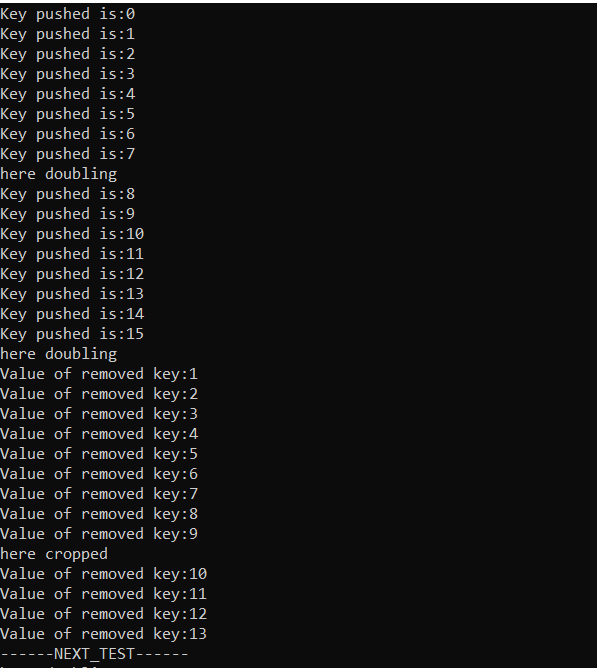 Key pushed is:0
Key pushed is:1
Key pushed is:2
Key pushed is:3
Key pushed is:4
Key pushed is:5
Key pushed is:6
Key pushed is:7
here doubling
Key pushed is:8
Key pushed is:9
Key pushed is:10
Key pushed is:11
Key pushed is:12
Key pushed is:13
Key pushed is:14
Key pushed is:15
here doubling
Value of removed key:1
Value of removed key:2
Value of removed key:3
Value of removed key:4
Value of removed key:5
Value of removed key:6
Value of removed key:7
Value of removed key:8
Value of removed key:9
here cropped
Value of removed key:10
Value of removed key:11
Value of removed key:12
Value of removed key:13
------NEXT_TEST------